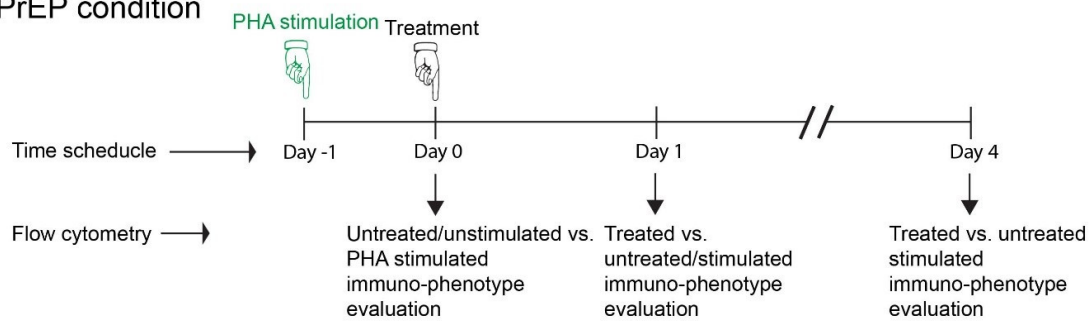 PrEP condition
PHA stimulation
Treatment
Time scheducle
Day -1
Day 0
Day 1
Day 4
Flow cytometry
Untreated/unstimulated vs.
PHA stimulated
immuno-phenotype
evaluation
Treated vs.
untreated/stimulated
immuno-phenotype
evaluation
Treated vs. untreated
stimulated
immuno-phenotype
evaluation